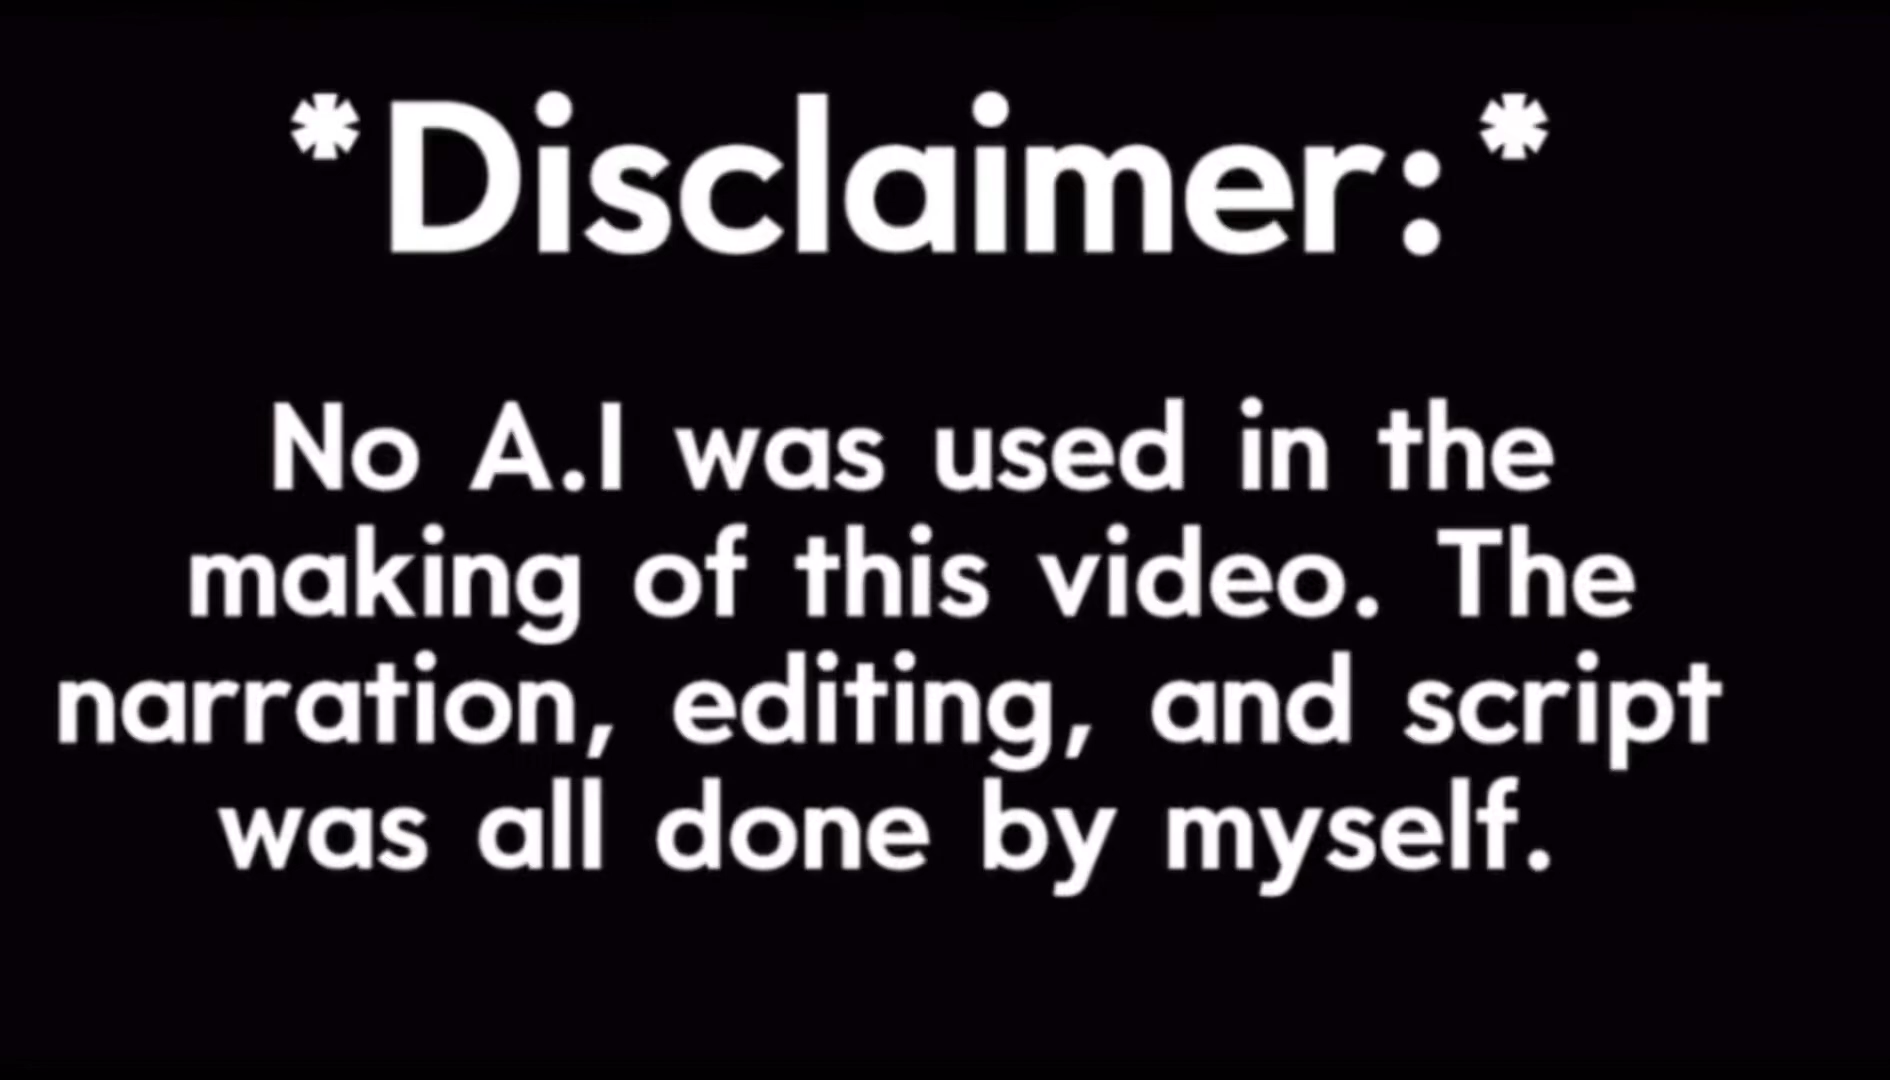 *Disclaimer:*
No A.I was used in the
making of this video. The
narration, editing, and script
was all done by myself.